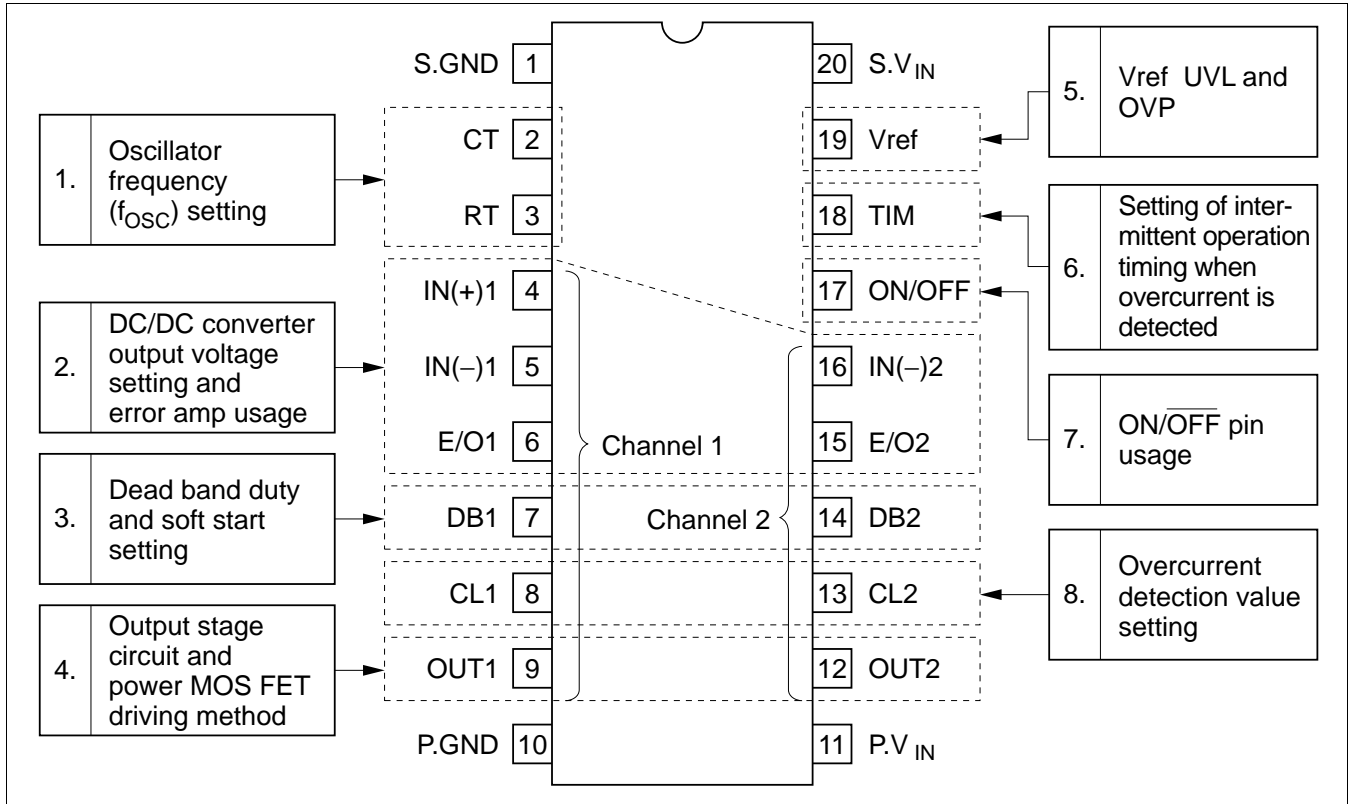 S.GND 1
CT 2
RT 3
IN(+)1 4
IN(−)1 5
E/O1 6
DB1 7
CL1 8
OUT1 9
P.GND 10
20 S.VIN
19 Vref
18 TIM
17 ON/OFF
16 IN(−)2
15 E/O2
14 DB2
13 CL2
12 OUT2
11 P.VIN
Channel 1
Channel 2
1.
Oscillator
frequency
(fOSC) setting
2.
DC/DC converter
output voltage
setting and
error amp usage
3.
Dead band duty
and soft start
setting
4.
Output stage
circuit and
power MOS FET
driving method
5.
Vref UVL and
OVP
6.
Setting of inter-
mittent operation
timing when
overcurrent is
detected
7.
ON/O̅F̅F̅ pin
usage
8.
Overcurrent
detection value
setting